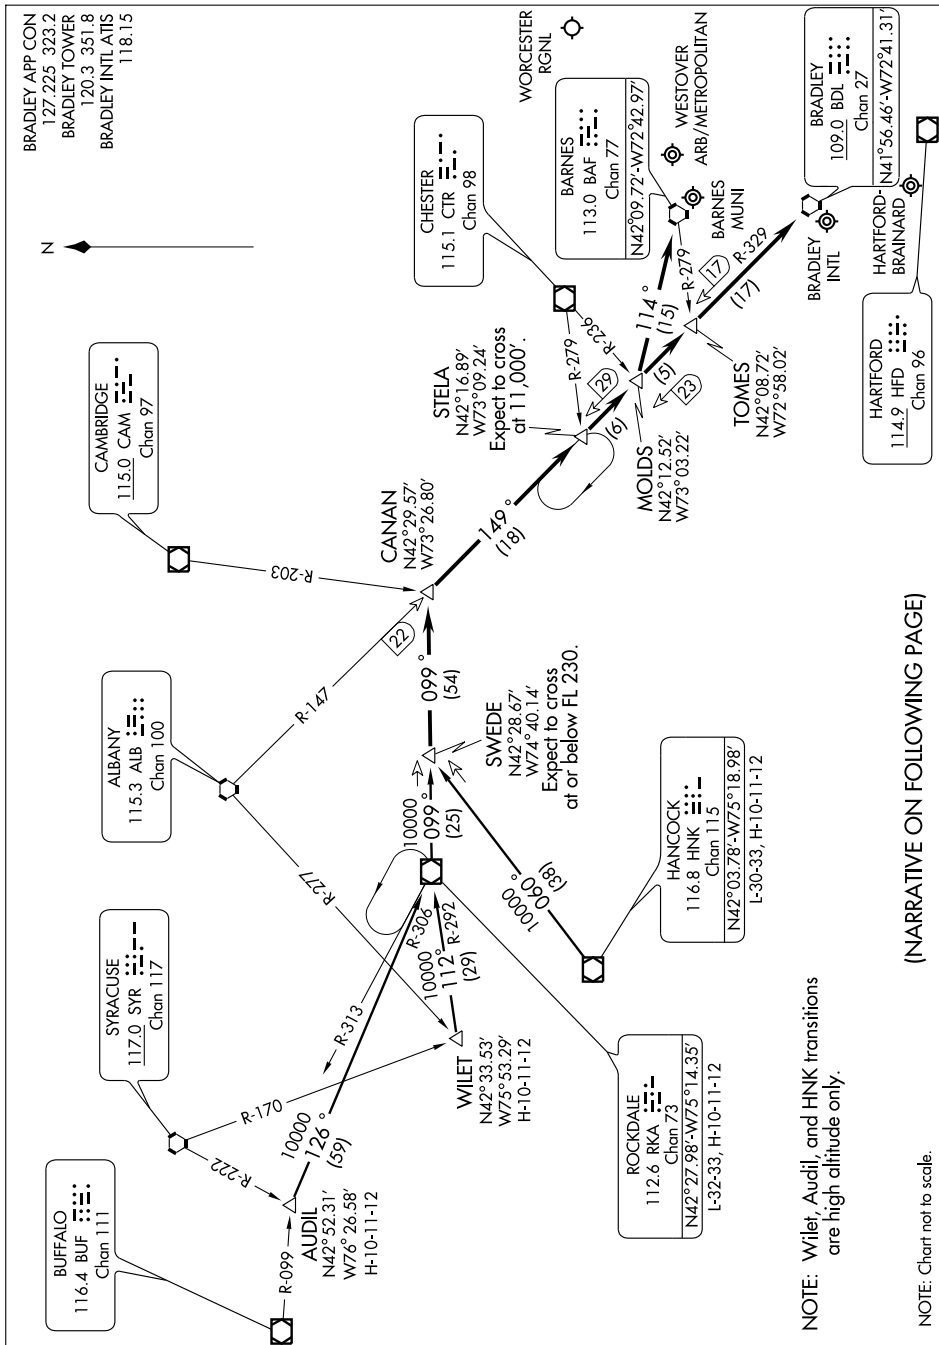 BRADLEY APP CON
127.225 323.2
BRADLEY TOWER
120.3 351.8
BRADLEY INTL ATIS
118.15
N
BUFFALO
116.4 BUF
Chan 111
R-099
AUDIL
N42°52.31'
W76°26.58'
H-10-11-12
SYRACUSE
117.0 SYR
Chan 117
R-222
R-170
10000
126°
(59)
R-313
R-306
WILET
N42°33.53'
W75°53.29'
H-10-11-12
10000
112°
(29)
R-292
ALBANY
115.3 ALB
Chan 100
R-277
R-147
22
ROCKDALE
112.6 RKA
Chan 73
N42°27.98'-W75°14.35'
L-32-33, H-10-11-12
10000
099°
(25)
HANCOCK
116.8 HNK
Chan 115
N42°03.78'-W75°18.98'
L-30-33, H-10-11-12
10000
060°
(38)
SWEDE
N42°28.67'
W74°40.14'
Expect to cross
at or below FL 230.
099°
(54)
CAMBRIDGE
115.0 CAM
Chan 97
R-203
CANAN
N42°29.57'
W73°26.80'
149°
(18)
STELA
N42°16.89'
W73°09.24'
Expect to cross
at 11,000'.
CHESTER
115.1 CTR
Chan 98
R-279
R-236
29
(6)
MOLDS
N42°12.52'
W73°03.22'
23
(5)
114°
(15)
BARNES
113.0 BAF
Chan 77
N42°09.72'-W72°42.97'
R-279
TOMES
N42°08.72'
W72°58.02'
17
(17)
R-329
WORCESTER
RGNL
WESTOVER
ARB/METROPOLITAN
BARNES
MUNI
BRADLEY
109.0 BDL
Chan 27
N41°56.46'-W72°41.31'
BRADLEY
INTL
HARTFORD-
BRAINARD
HARTFORD
114.9 HFD
Chan 96
NOTE: Wilet, Audil, and HNK transitions
are high altitude only.
(NARRATIVE ON FOLLOWING PAGE)
NOTE: Chart not to scale.